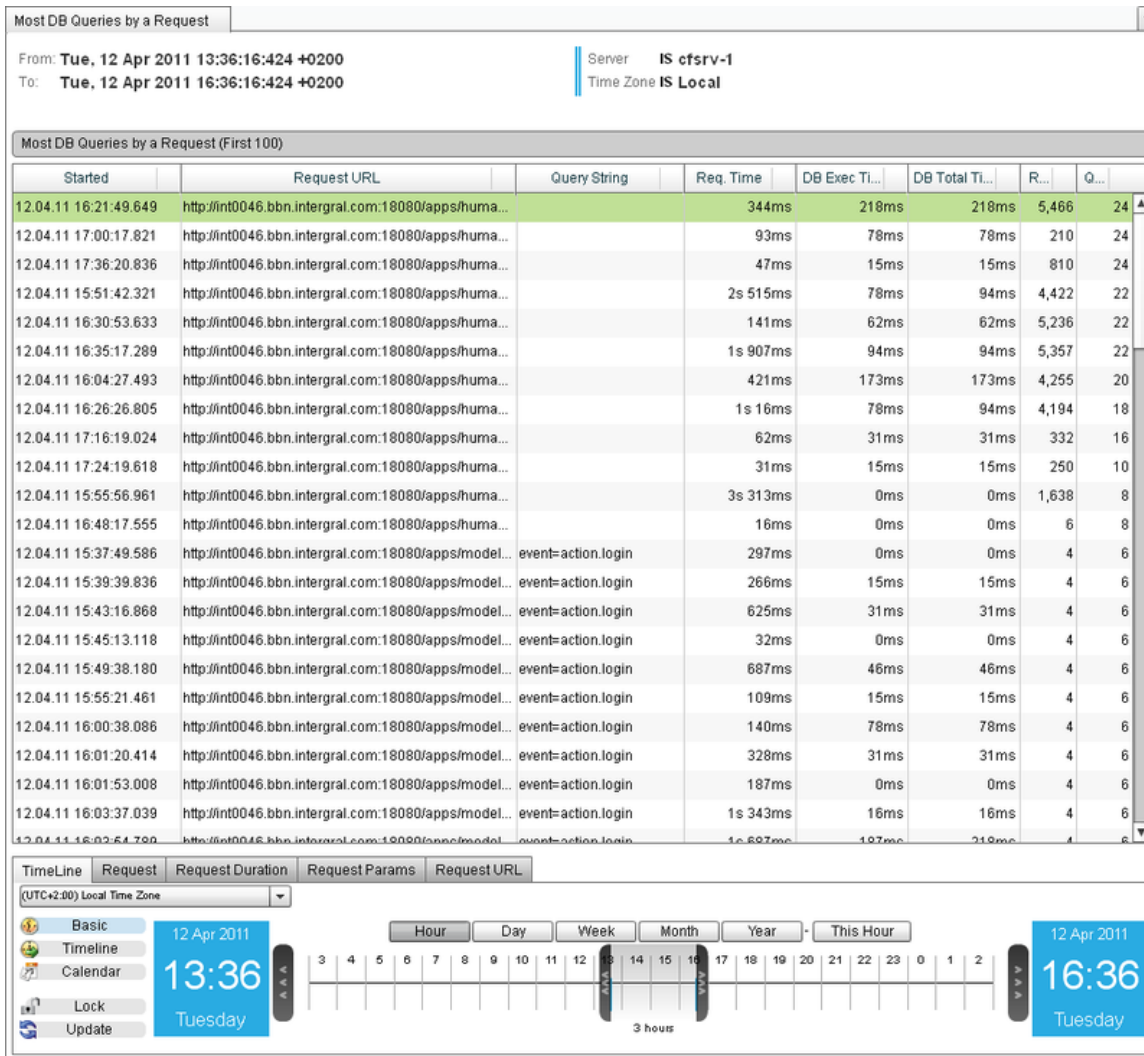 Most DB Queries by a Request
From: Tue, 12 Apr 2011 13:36:16:424 +0200
To: Tue, 12 Apr 2011 16:36:16:424 +0200
Server IS cfsrv-1
Time Zone IS Local
Most DB Queries by a Request (First 100)
Started Request URL Query String Req. Time DB Exec Ti... DB Total Ti... R... Q...
12.04.11 16:21:49.649 http://int0046.bbn.intergral.com:18080/apps/huma... 344ms 218ms 218ms 5,466 24
12.04.11 17:00:17.821 http://int0046.bbn.intergral.com:18080/apps/huma... 93ms 78ms 78ms 210 24
12.04.11 17:36:20.836 http://int0046.bbn.intergral.com:18080/apps/huma... 47ms 15ms 15ms 810 24
12.04.11 15:51:42.321 http://int0046.bbn.intergral.com:18080/apps/huma... 2s 515ms 78ms 94ms 4,422 22
12.04.11 16:30:53.633 http://int0046.bbn.intergral.com:18080/apps/huma... 141ms 62ms 62ms 5,236 22
12.04.11 16:35:17.289 http://int0046.bbn.intergral.com:18080/apps/huma... 1s 907ms 94ms 94ms 5,357 22
12.04.11 16:04:27.493 http://int0046.bbn.intergral.com:18080/apps/huma... 421ms 173ms 173ms 4,255 20
12.04.11 16:26:26.805 http://int0046.bbn.intergral.com:18080/apps/huma... 1s 16ms 78ms 94ms 4,194 18
12.04.11 17:16:19.024 http://int0046.bbn.intergral.com:18080/apps/huma... 62ms 31ms 31ms 332 16
12.04.11 17:24:19.618 http://int0046.bbn.intergral.com:18080/apps/huma... 31ms 15ms 15ms 250 10
12.04.11 15:55:56.961 http://int0046.bbn.intergral.com:18080/apps/huma... 3s 313ms 0ms 0ms 1,638 8
12.04.11 16:48:17.555 http://int0046.bbn.intergral.com:18080/apps/huma... 16ms 0ms 0ms 6 8
12.04.11 15:37:49.586 http://int0046.bbn.intergral.com:18080/apps/model... event=action.login 297ms 0ms 0ms 4 6
12.04.11 15:39:39.836 http://int0046.bbn.intergral.com:18080/apps/model... event=action.login 266ms 15ms 15ms 4 6
12.04.11 15:43:16.868 http://int0046.bbn.intergral.com:18080/apps/model... event=action.login 625ms 31ms 31ms 4 6
12.04.11 15:45:13.118 http://int0046.bbn.intergral.com:18080/apps/model... event=action.login 32ms 0ms 0ms 4 6
12.04.11 15:49:38.180 http://int0046.bbn.intergral.com:18080/apps/model... event=action.login 687ms 46ms 46ms 4 6
12.04.11 15:55:21.461 http://int0046.bbn.intergral.com:18080/apps/model... event=action.login 109ms 15ms 15ms 4 6
12.04.11 16:00:38.086 http://int0046.bbn.intergral.com:18080/apps/model... event=action.login 140ms 78ms 78ms 4 6
12.04.11 16:01:20.414 http://int0046.bbn.intergral.com:18080/apps/model... event=action.login 328ms 31ms 31ms 4 6
12.04.11 16:01:53.008 http://int0046.bbn.intergral.com:18080/apps/model... event=action.login 187ms 0ms 0ms 4 6
12.04.11 16:03:37.039 http://int0046.bbn.intergral.com:18080/apps/model... event=action.login 1s 343ms 16ms 16ms 4 6
http://int0046.bbn.intergral.com:18080/apps/model... event=action.login 1s 687ms 187ms 218ms 4 6
TimeLine Request Request Duration Request Params Request URL
(UTC+2:00) Local Time Zone
Basic
Timeline
Calendar
Lock
Update
12 Apr 2011
13:36
Tuesday
Hour Day Week Month Year - This Hour
3 4 5 6 7 8 9 10 11 12 13 14 15 16 17 18 19 20 21 22 23 0 1 2
3 hours
12 Apr 2011
16:36
Tuesday